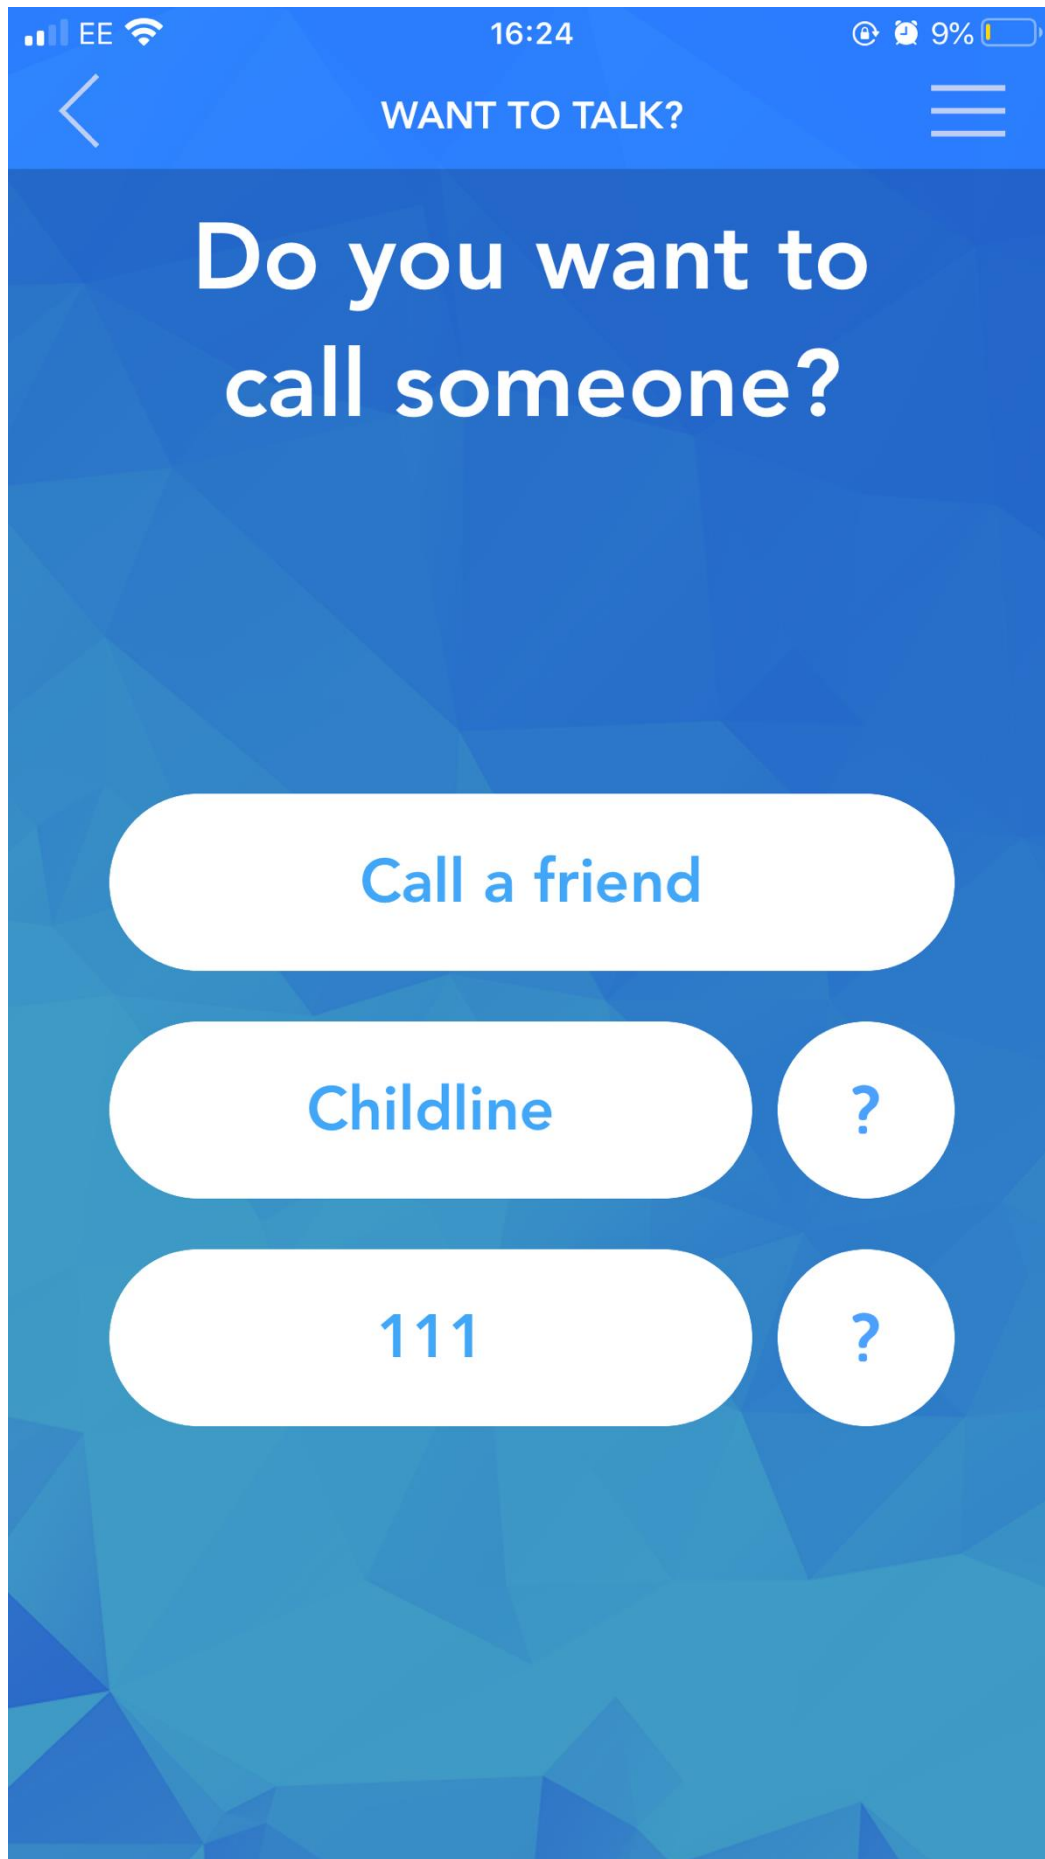 EE 16:24 9%
WANT TO TALK?
Do you want to
call someone?
Call a friend
Childline ?
111 ?